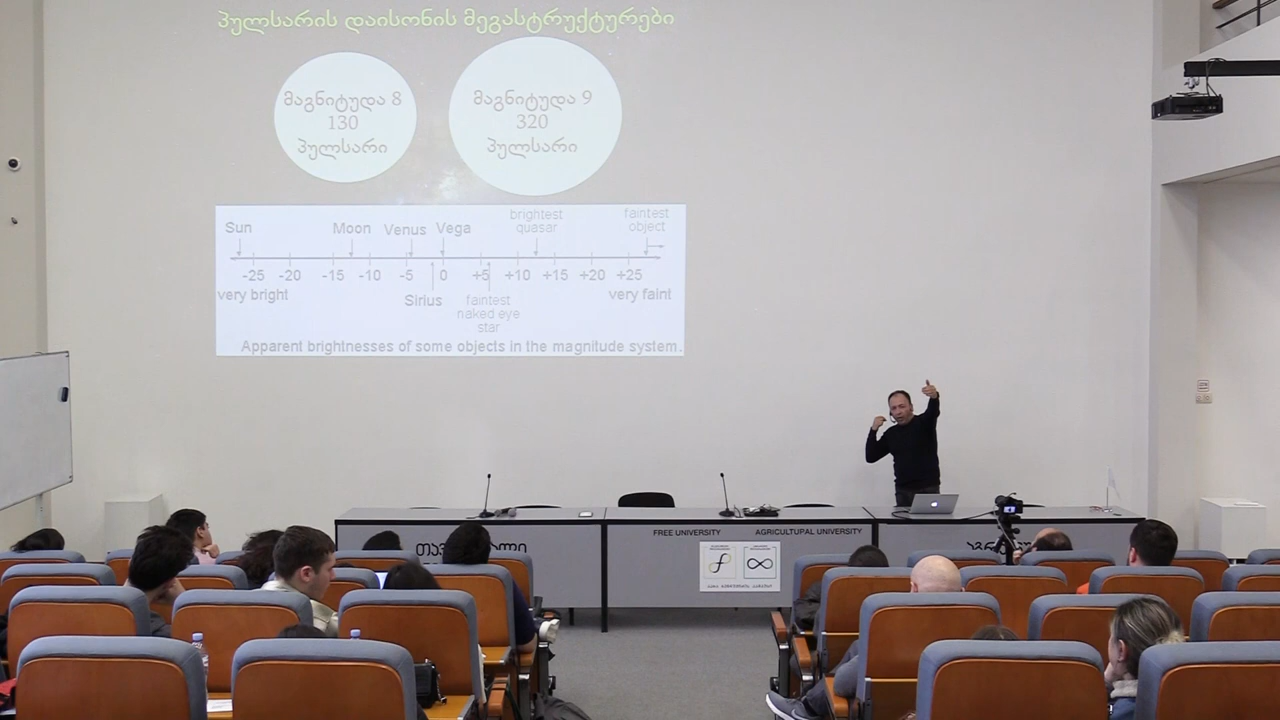 პულსარის დაისონის მეგასტრუქტურები
მაგნიტუდა 8
130
პულსარი
მაგნიტუდა 9
320
პულსარი
Sun Moon Venus Vega brightest quasar faintest object
-25 -20 -15 -10 -5 0 +5 +10 +15 +20 +25
very bright Sirius faintest naked eye star very faint
Apparent brightnesses of some objects in the magnitude system.
FREE UNIVERSITY AGRICULTUPAL UNIVERSITY